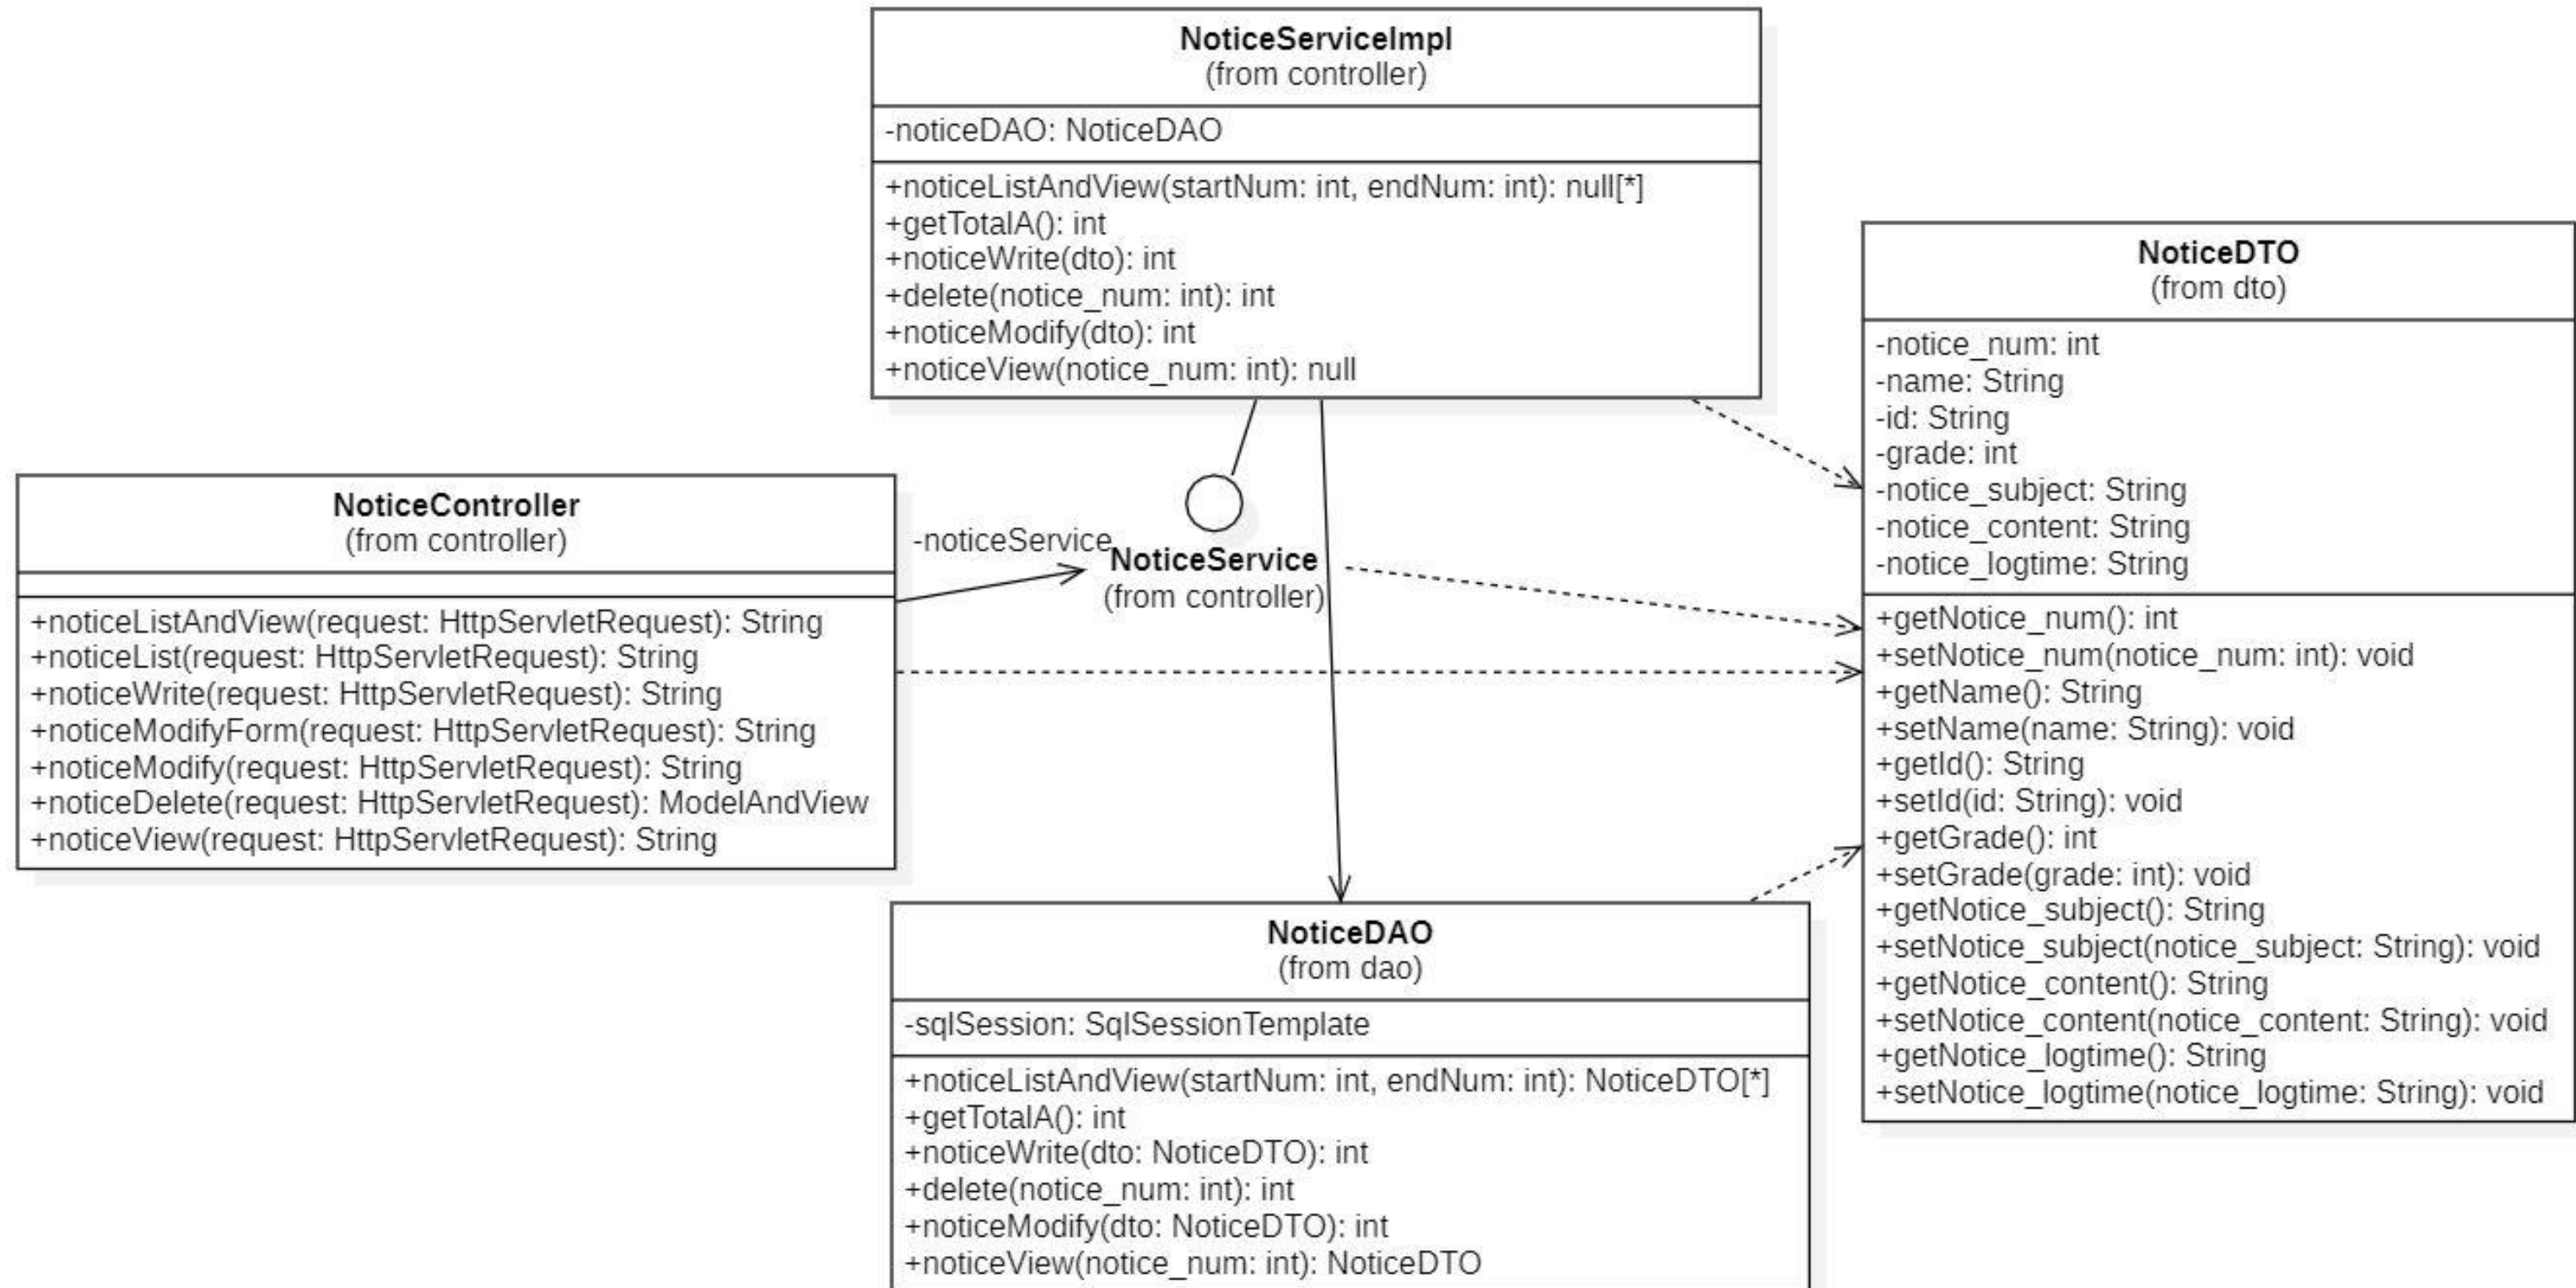 NoticeServiceImpl
(from controller)
-noticeDAO: NoticeDAO
+noticeListAndView(startNum: int, endNum: int): null[*]
+getTotalA(): int
+noticeWrite(dto): int
+delete(notice_num: int): int
+noticeModify(dto): int
+noticeView(notice_num: int): null
NoticeController
(from controller)
+noticeListAndView(request: HttpServletRequest): String
+noticeList(request: HttpServletRequest): String
+noticeWrite(request: HttpServletRequest): String
+noticeModifyForm(request: HttpServletRequest): String
+noticeModify(request: HttpServletRequest): String
+noticeDelete(request: HttpServletRequest): ModelAndView
+noticeView(request: HttpServletRequest): String
-noticeService
NoticeService
(from controller)
NoticeDTO
(from dto)
-notice_num: int
-name: String
-id: String
-grade: int
-notice_subject: String
-notice_content: String
-notice_logtime: String
+getNotice_num(): int
+setNotice_num(notice_num: int): void
+getName(): String
+setName(name: String): void
+getId(): String
+setId(id: String): void
+getGrade(): int
+setGrade(grade: int): void
+getNotice_subject(): String
+setNotice_subject(notice_subject: String): void
+getNotice_content(): String
+setNotice_content(notice_content: String): void
+getNotice_logtime(): String
+setNotice_logtime(notice_logtime: String): void
NoticeDAO
(from dao)
-sqlSession: SqlSessionTemplate
+noticeListAndView(startNum: int, endNum: int): NoticeDTO[*]
+getTotalA(): int
+noticeWrite(dto: NoticeDTO): int
+delete(notice_num: int): int
+noticeModify(dto: NoticeDTO): int
+noticeView(notice_num: int): NoticeDTO